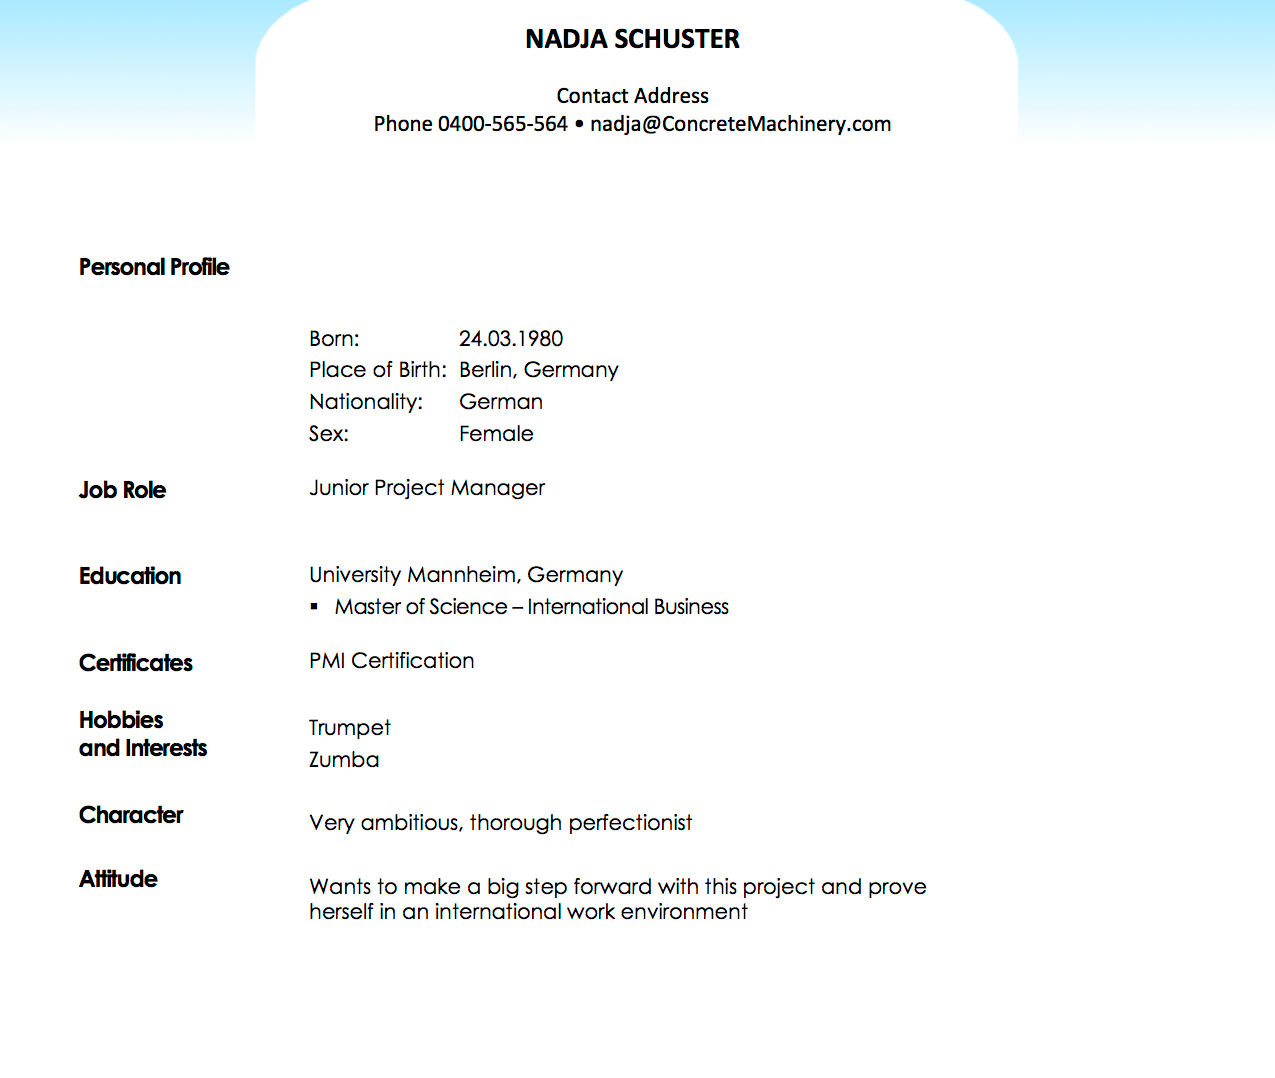 NADJA SCHUSTER
Contact Address
Phone 0400-565-564 • nadja@ConcreteMachinery.com
Personal Profile
Born: 24.03.1980
Place of Birth: Berlin, Germany
Nationality: German
Sex: Female
Job Role Junior Project Manager
Education University Mannheim, Germany
▪ Master of Science – International Business
Certificates PMI Certification
Hobbies
and Interests
Trumpet
Zumba
Character Very ambitious, thorough perfectionist
Attitude Wants to make a big step forward with this project and prove
herself in an international work environment